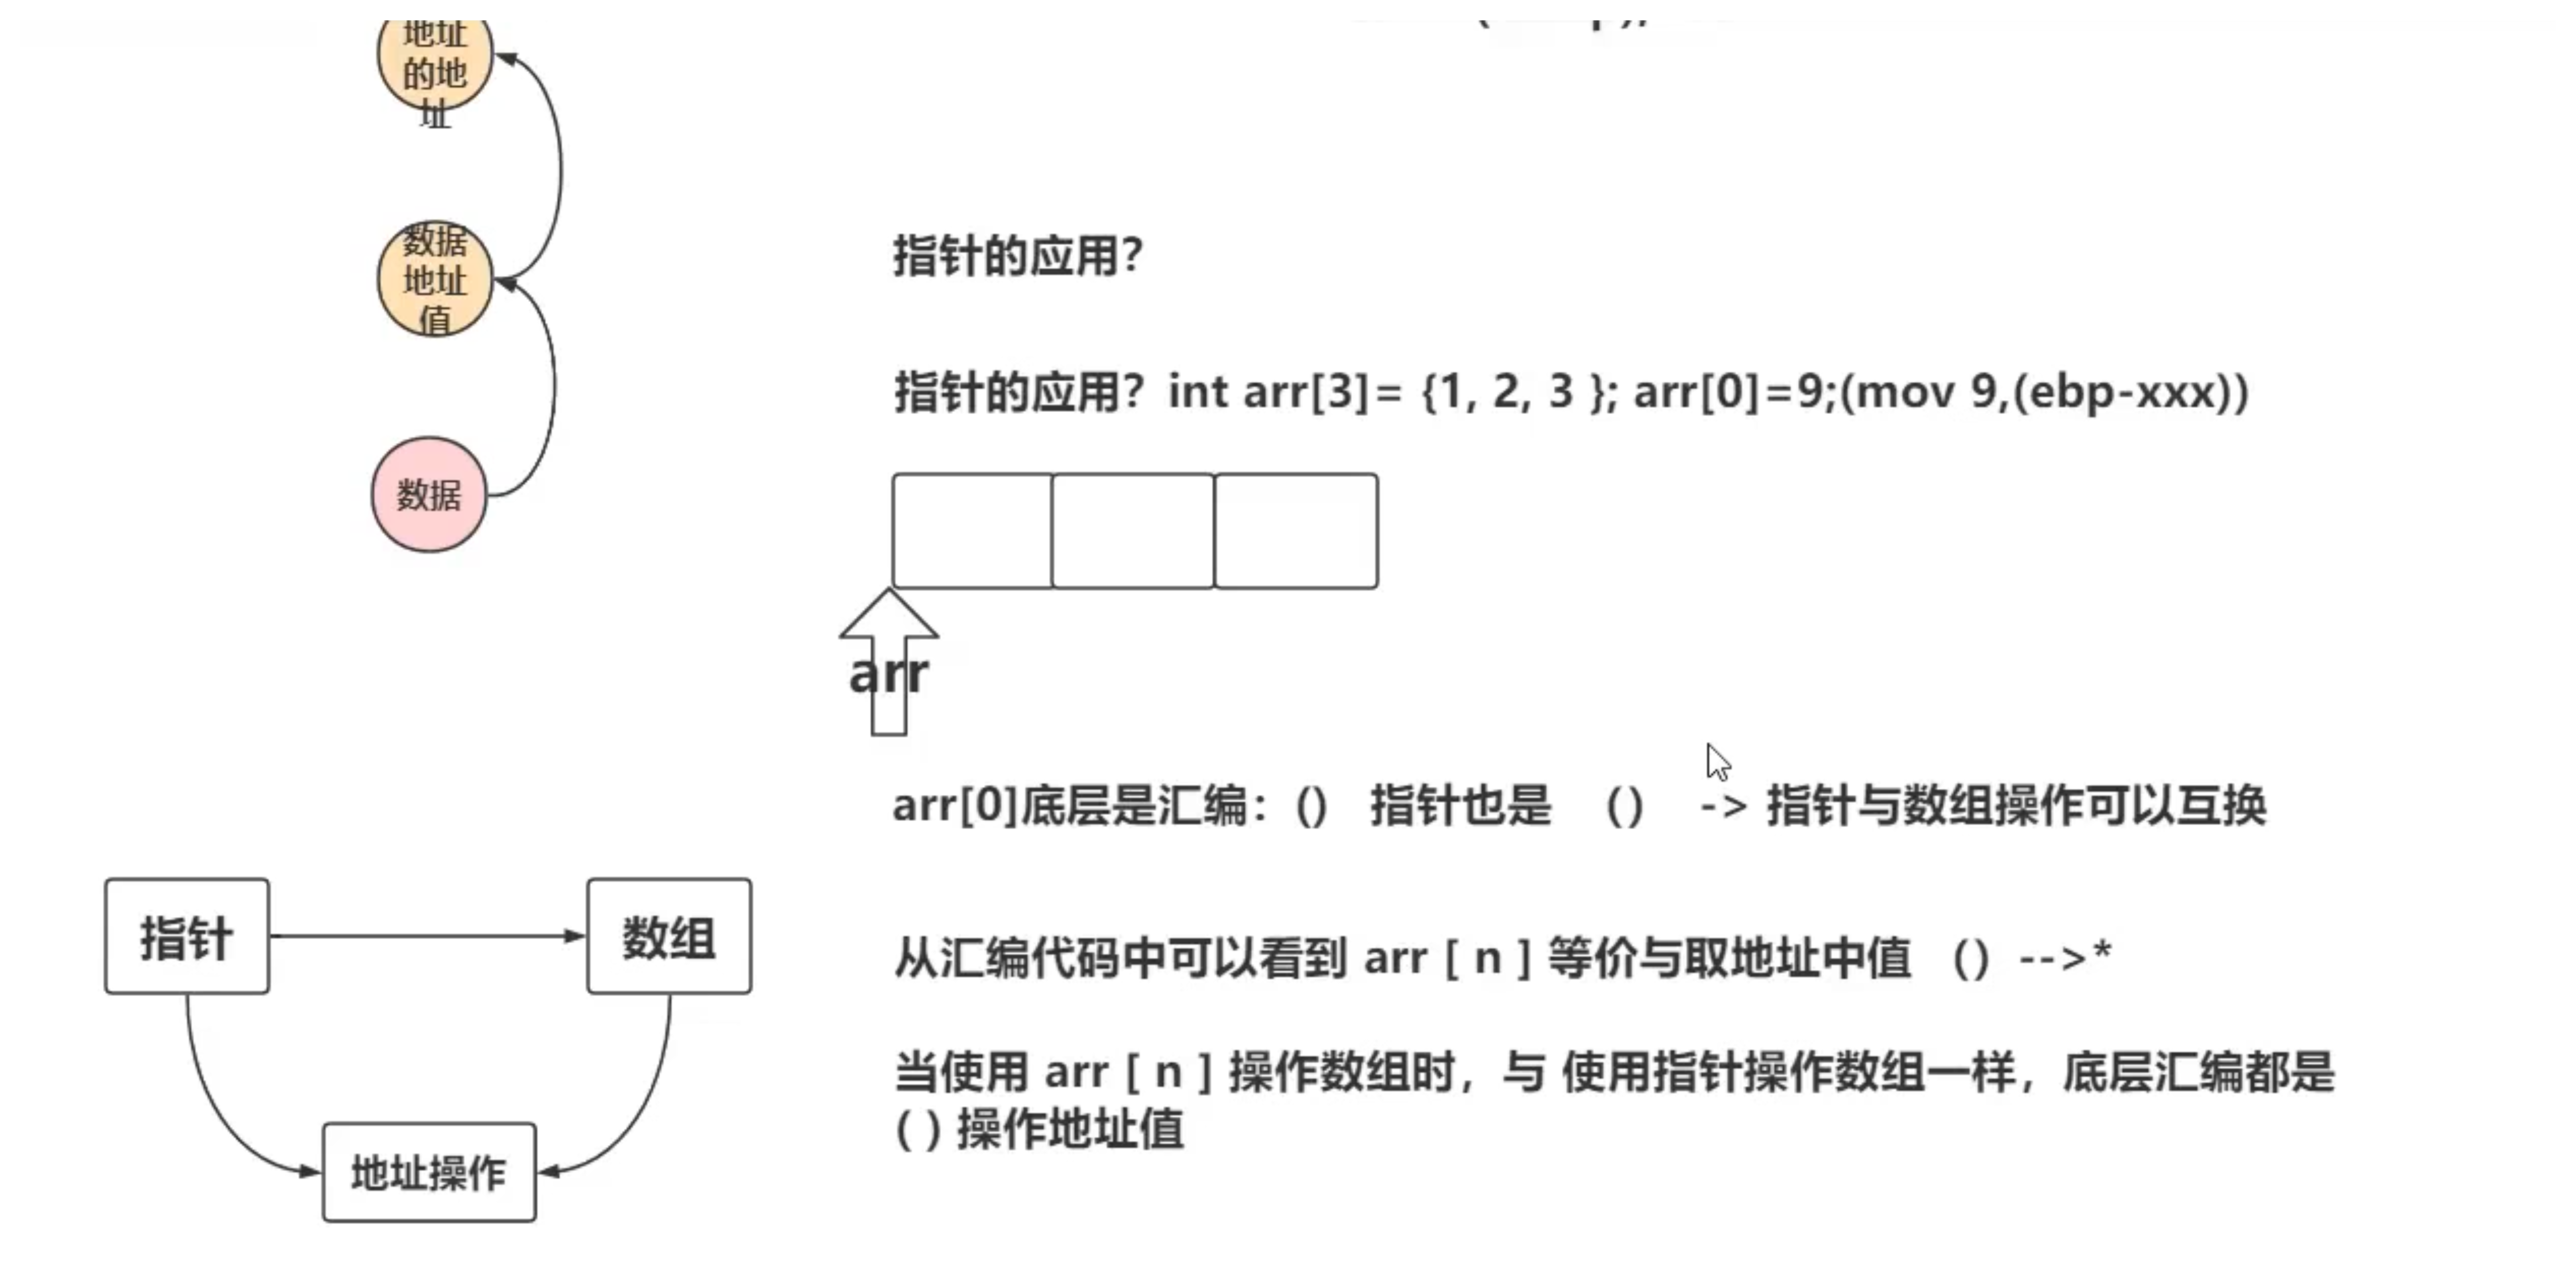 地址
的地
址
数据
地址
值
数据
指针的应用？
指针的应用？int arr[3]= {1, 2, 3 }; arr[0]=9;(mov 9,(ebp-xxx))
arr
arr[0]底层是汇编：() 指针也是 （） -> 指针与数组操作可以互换
指针
数组
从汇编代码中可以看到 arr [ n ] 等价与取地址中值 （）-->*
当使用 arr [ n ] 操作数组时，与 使用指针操作数组一样，底层汇编都是
( ) 操作地址值
地址操作